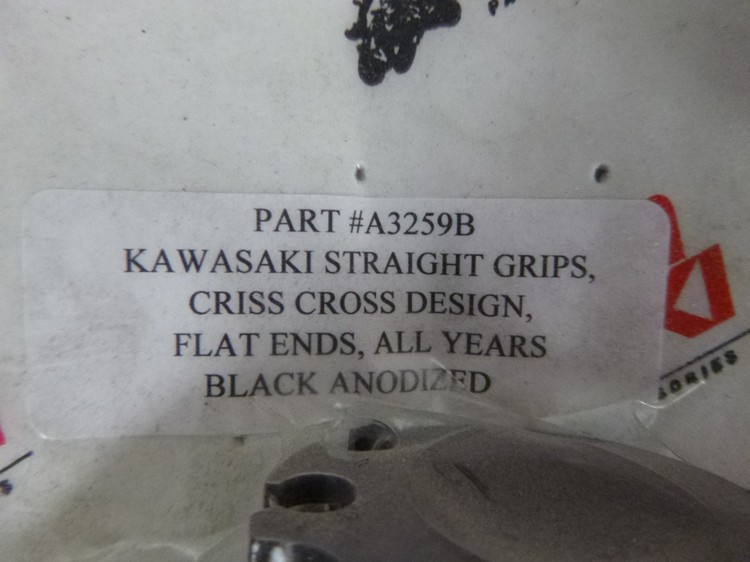 PART #A3259B
KAWASAKI STRAIGHT GRIPS,
CRISS CROSS DESIGN,
FLAT ENDS, ALL YEARS
BLACK ANODIZED